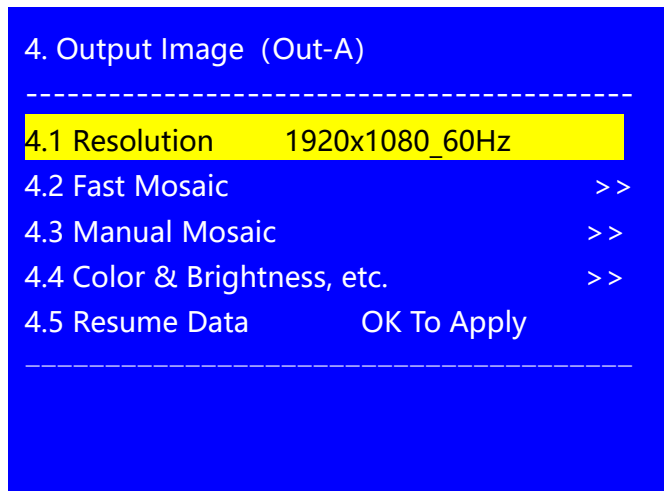 4. Output Image (Out-A)
----------------------------------------------
4.1 Resolution 1920x1080_60Hz
4.2 Fast Mosaic >>
4.3 Manual Mosaic >>
4.4 Color & Brightness, etc. >>
4.5 Resume Data OK To Apply